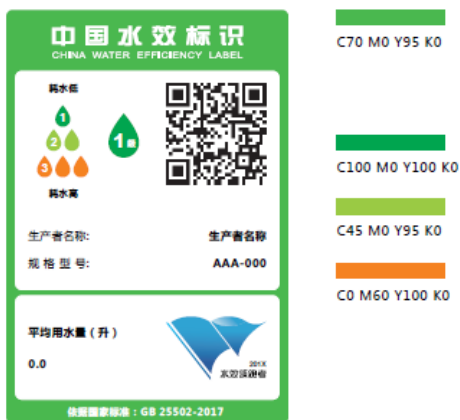 中国水效标识
CHINA WATER EFFICIENCY LABEL
耗水低
1
2
3
耗水高
1级
生产者名称: 生产者名称
规格型号: AAA-000
平均用水量（升）
0.0
201X
水效领跑者
依据国家标准：GB 25502-2017
C70 M0 Y95 K0
C100 M0 Y100 K0
C45 M0 Y95 K0
C0 M60 Y100 K0